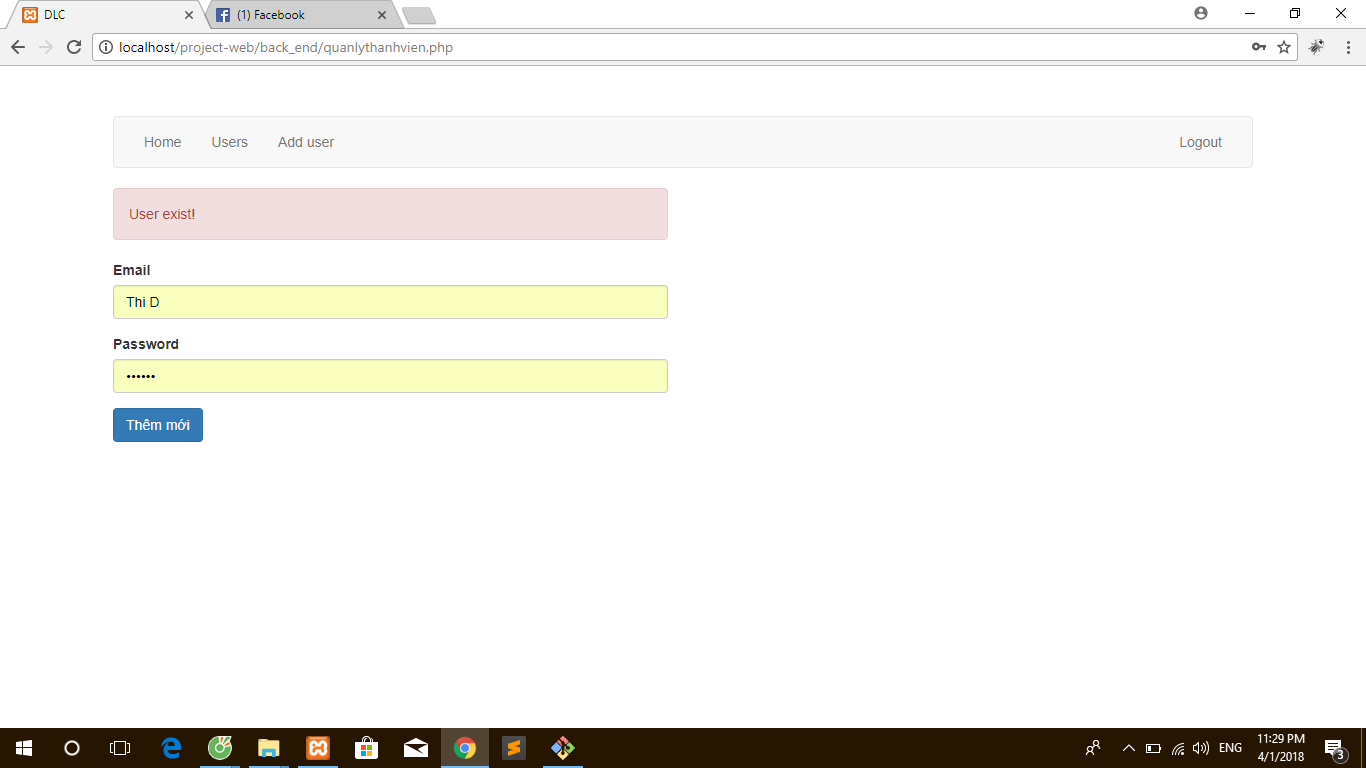 DLC
(1) Facebook
localhost/project-web/back_end/quanlythanhvien.php
Home
Users
Add user
Logout
User exist!
Email
Thi D
Password
••••••
Thêm mới
ENG
11:29 PM
4/1/2018
3